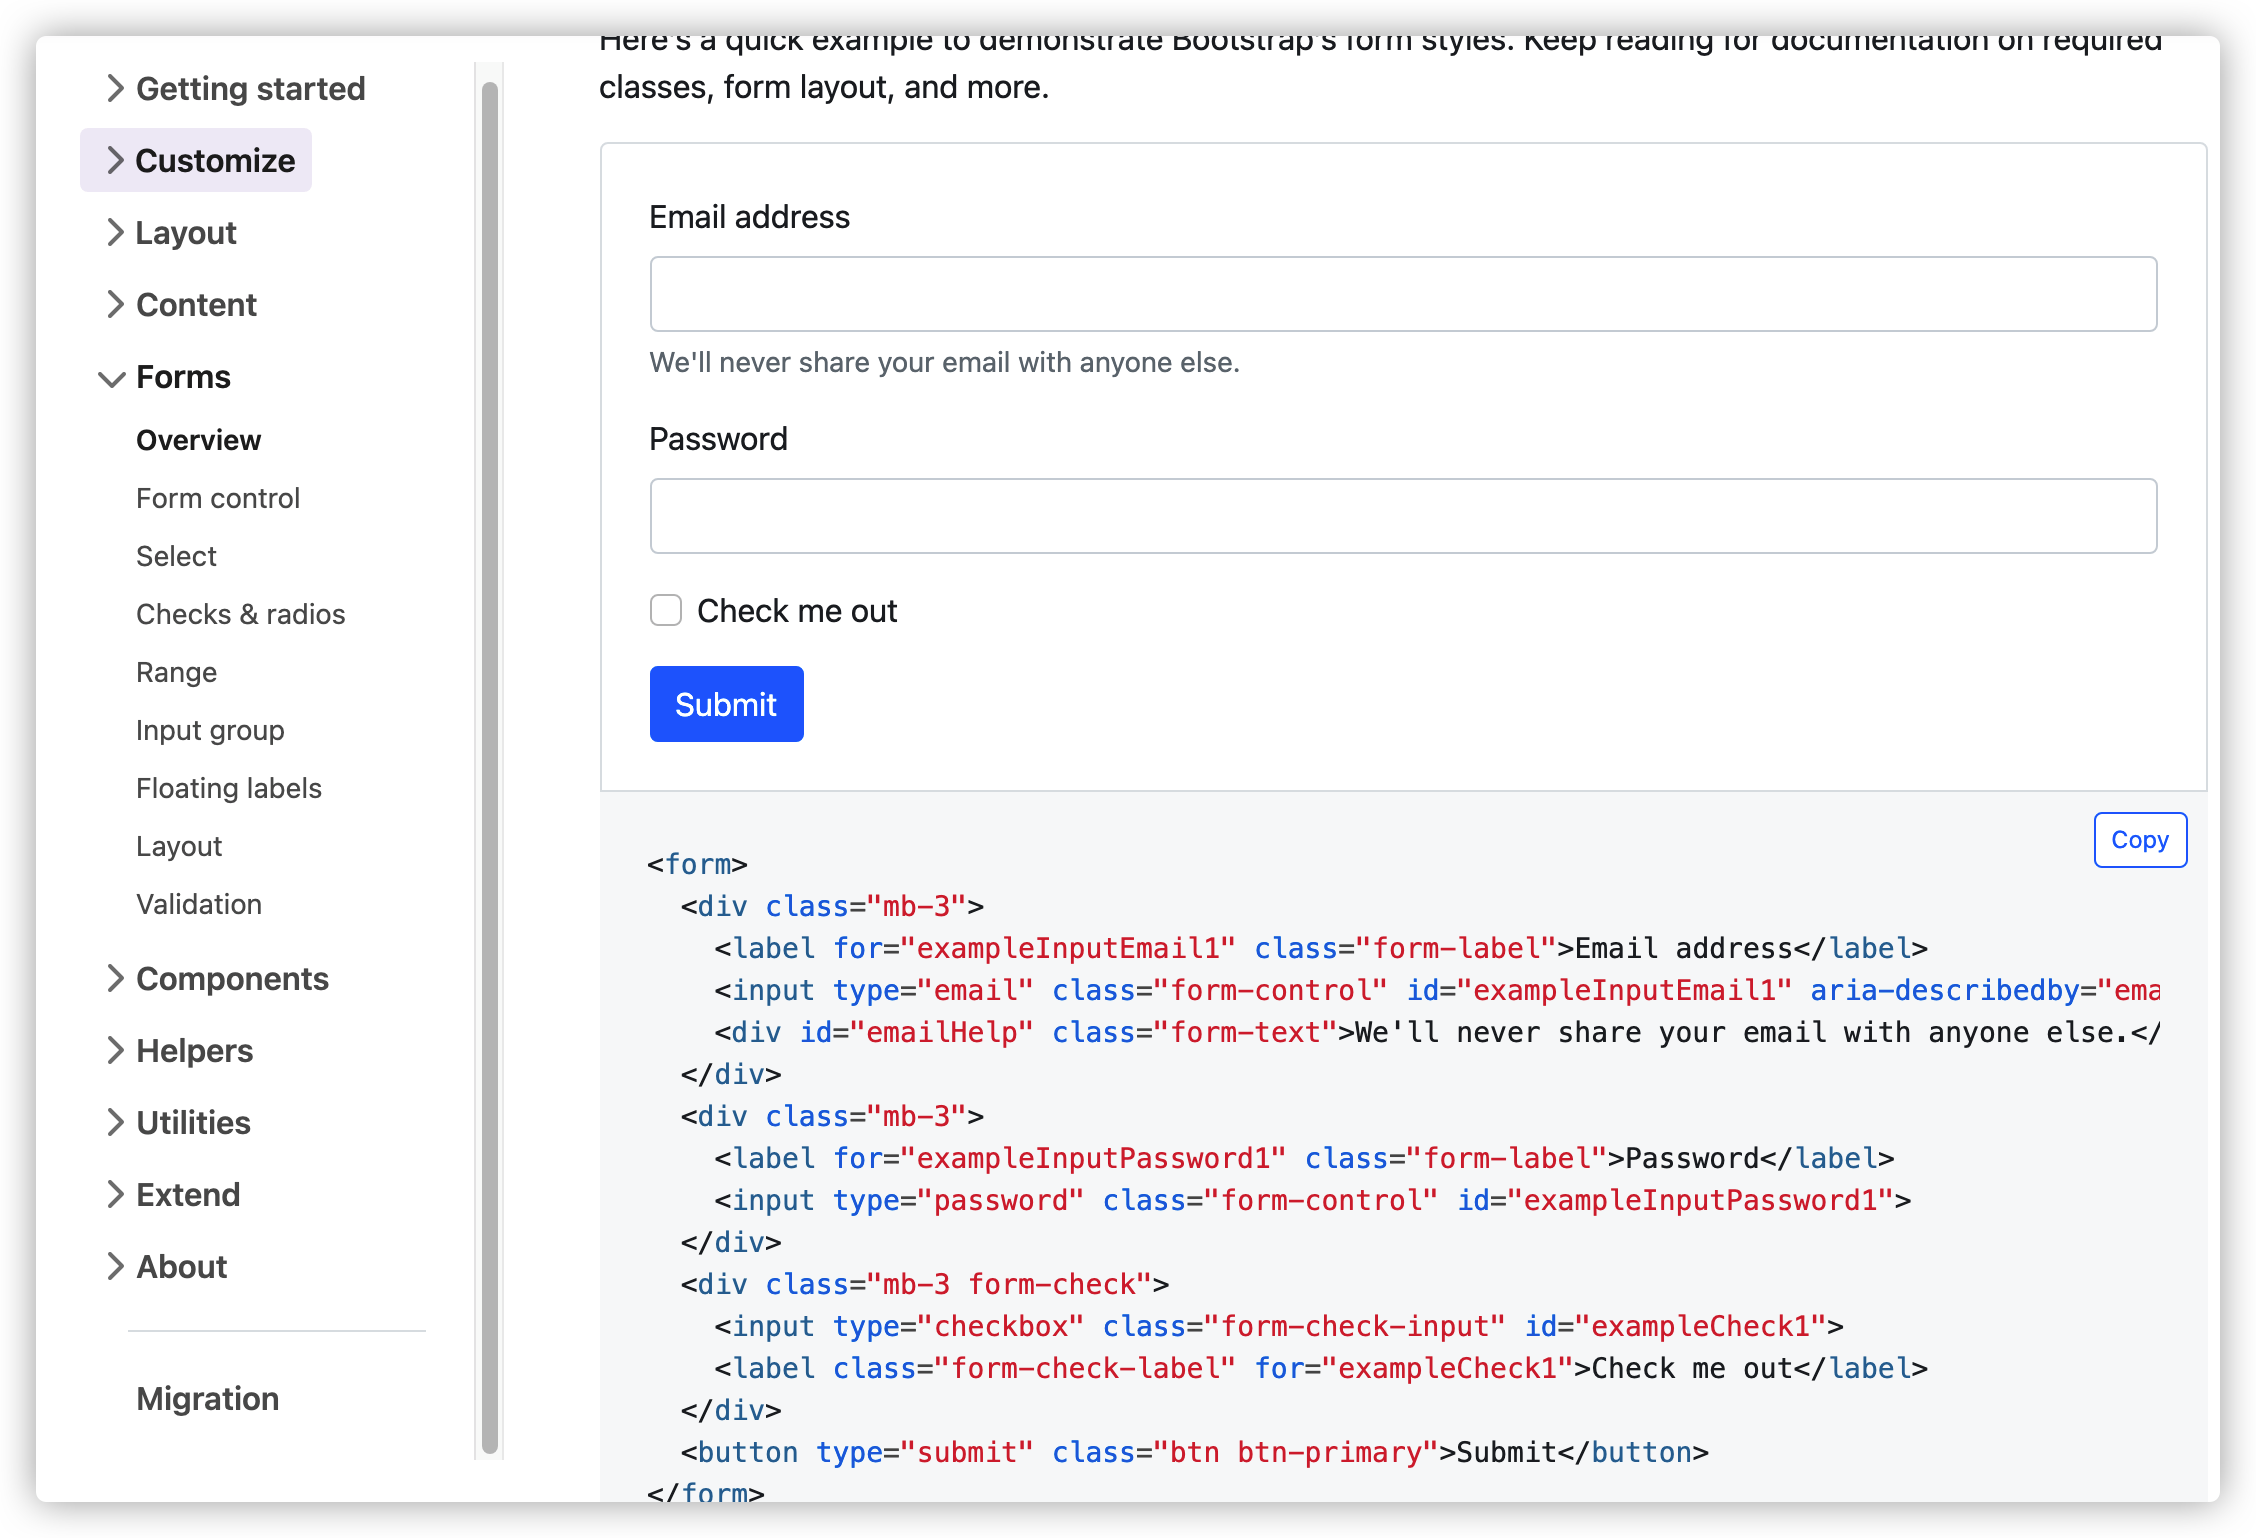 Getting started
Customize
Layout
Content
Forms
Overview
Form control
Select
Checks & radios
Range
Input group
Floating labels
Layout
Validation
Components
Helpers
Utilities
Extend
About
Migration
Here's a quick example to demonstrate Bootstrap's form styles. Keep reading for documentation on required
classes, form layout, and more.
Email address
We'll never share your email with anyone else.
Password
Check me out
Submit
Copy
<form>
  <div class="mb-3">
    <label for="exampleInputEmail1" class="form-label">Email address</label>
    <input type="email" class="form-control" id="exampleInputEmail1" aria-describedby="ema
    <div id="emailHelp" class="form-text">We'll never share your email with anyone else.</
  </div>
  <div class="mb-3">
    <label for="exampleInputPassword1" class="form-label">Password</label>
    <input type="password" class="form-control" id="exampleInputPassword1">
  </div>
  <div class="mb-3 form-check">
    <input type="checkbox" class="form-check-input" id="exampleCheck1">
    <label class="form-check-label" for="exampleCheck1">Check me out</label>
  </div>
  <button type="submit" class="btn btn-primary">Submit</button>
</form>